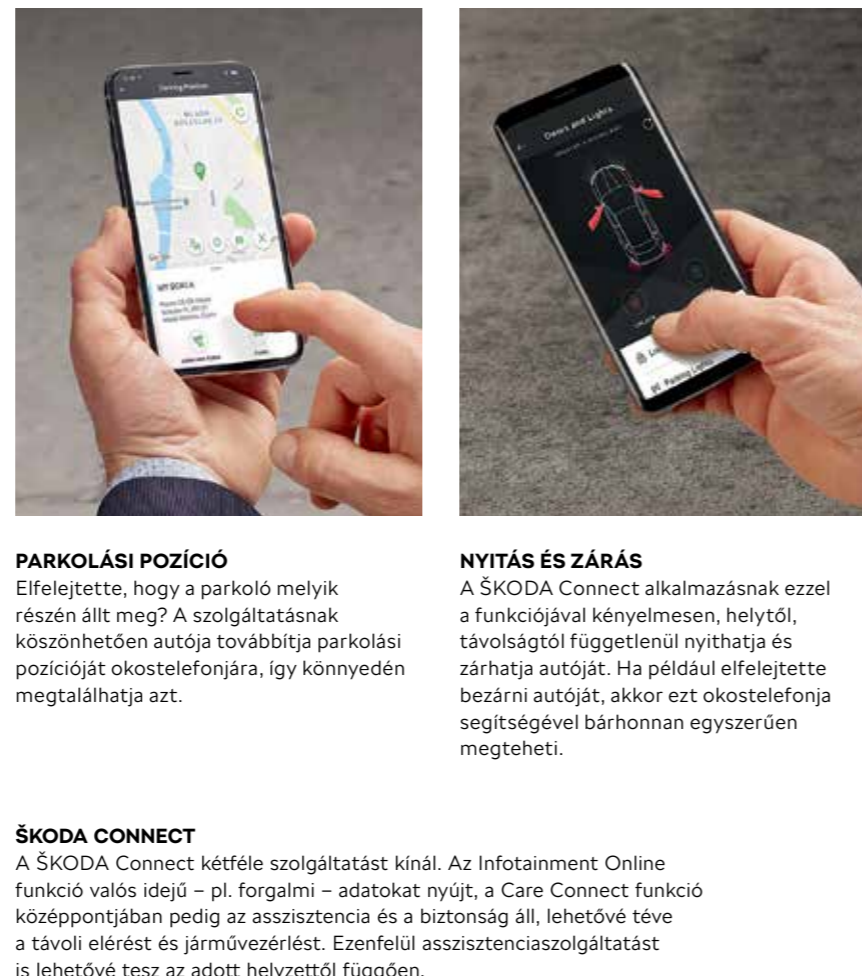 Parking Position
Doors and Lights
MY ŠKODA
Parking Lights
PARKOLÁSI POZÍCIÓ
Elfelejtette, hogy a parkoló melyik
részén állt meg? A szolgáltatásnak
köszönhetően autója továbbítja parkolási
pozícióját okostelefonjára, így könnyedén
megtalálhatja azt.
NYITÁS ÉS ZÁRÁS
A ŠKODA Connect alkalmazásnak ezzel
a funkciójával kényelmesen, helytől,
távolságtól függetlenül nyithatja és
zárhatja autóját. Ha például elfelejtette
bezárni autóját, akkor ezt okostelefonja
segítségével bárhonnan egyszerűen
megteheti.
ŠKODA CONNECT
A ŠKODA Connect kétféle szolgáltatást kínál. Az Infotainment Online
funkció valós idejű – pl. forgalmi – adatokat nyújt, a Care Connect funkció
középpontjában pedig az asszisztencia és a biztonság áll, lehetővé téve
a távoli elérést és járművezérlést. Ezenfelül asszisztenciaszolgáltatást
is lehetővé tesz az adott helyzettől függően.